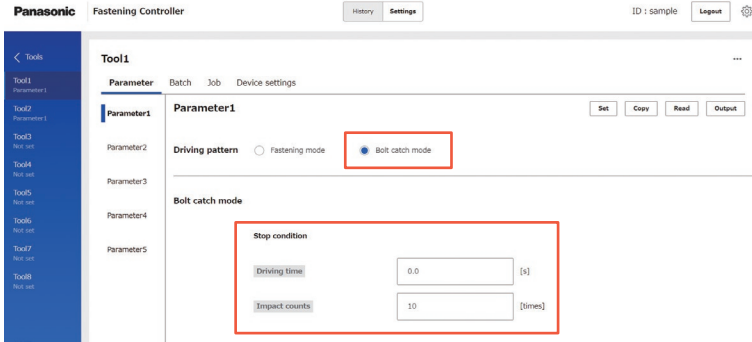 Panasonic Fastening Controller History Settings ID : sample Logout
Tools
Tool1
Parameter1
Tool2
Parameter1
Tool3
Not set
Tool4
Not set
Tool5
Not set
Tool6
Not set
Tool7
Not set
Tool8
Not set
Tool1 ...
Parameter Batch Job Device settings
Parameter1
Parameter2
Parameter3
Parameter4
Parameter5
Parameter1 Set Copy Read Output
Driving pattern Fastening mode Bolt catch mode
Bolt catch mode
Stop condition
Driving time 0.0 [s]
Impact counts 10 [times]